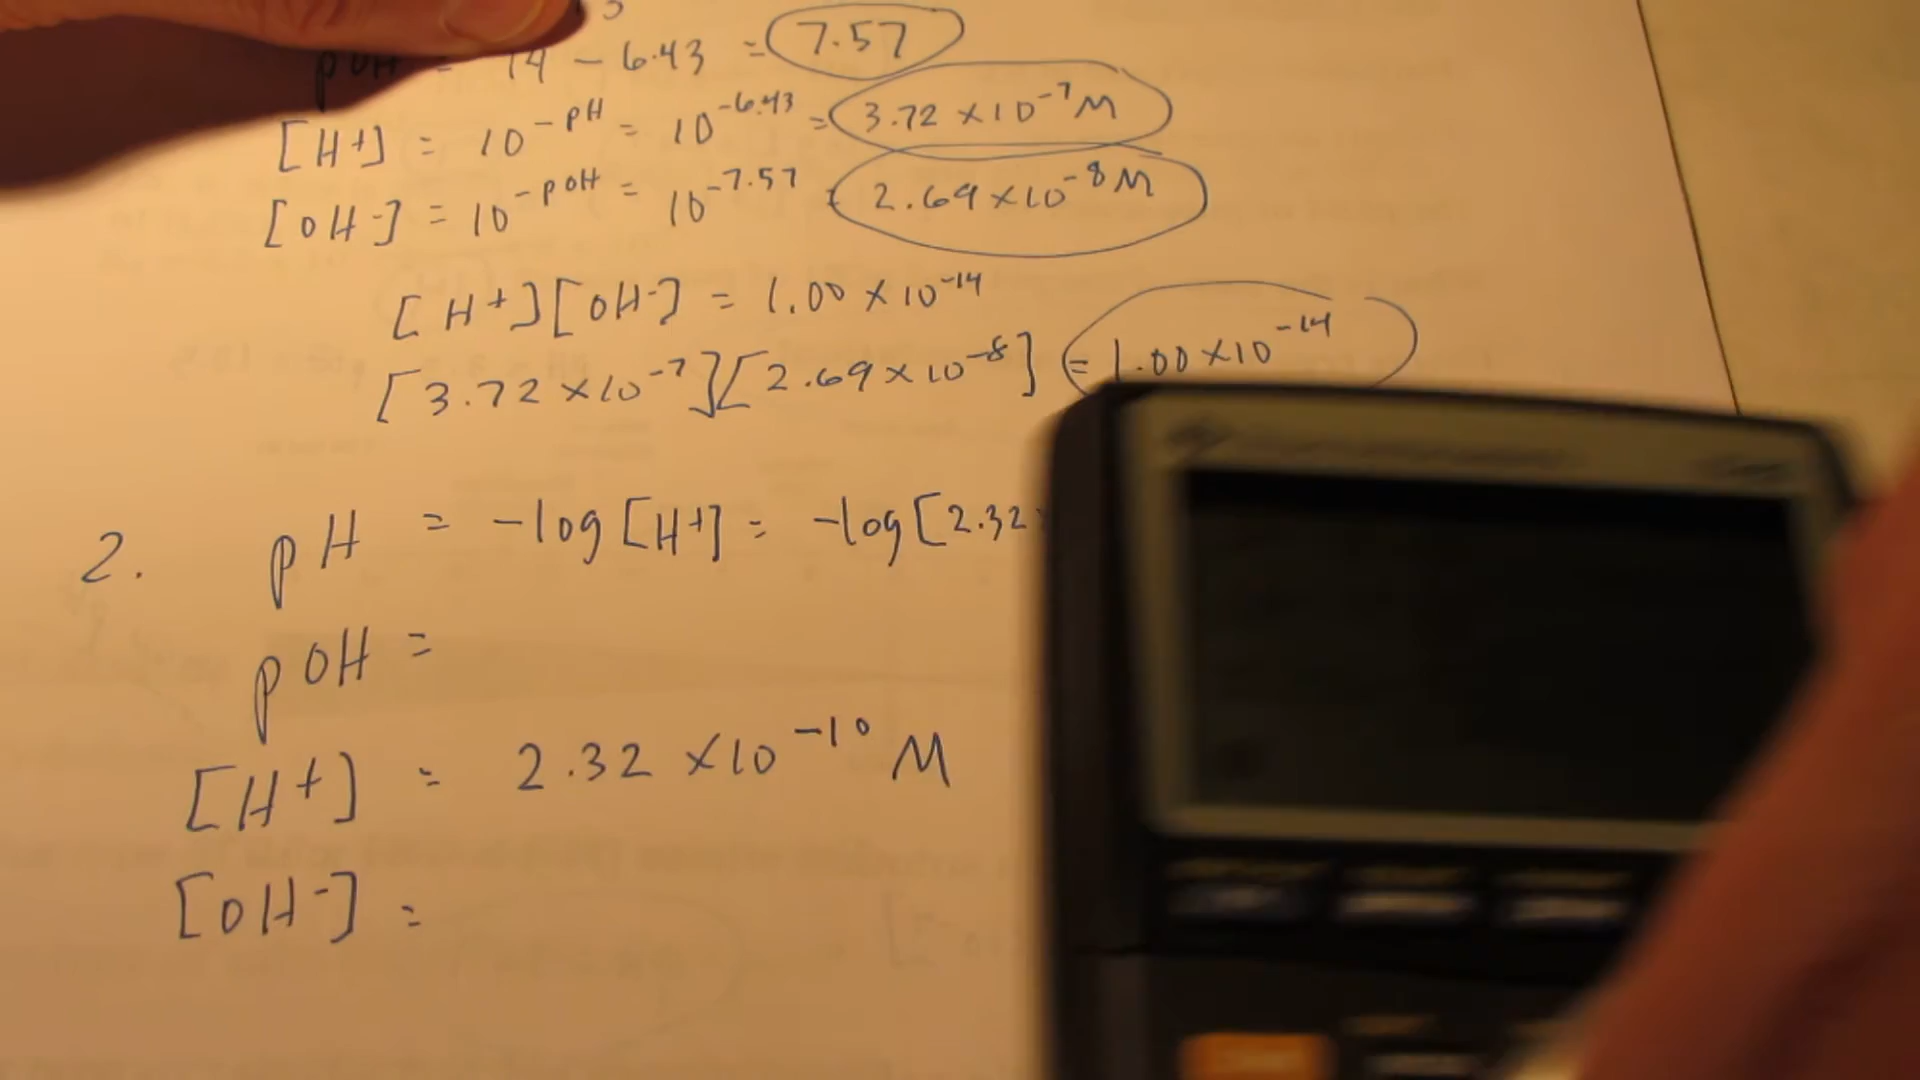 pOH = 14 - 6.43 = 7.57
[H+] = 10^-pH = 10^-6.43 = 3.72 x 10^-7 M
[OH-] = 10^-pOH = 10^-7.57 = 2.69 x 10^-8 M
[H+][OH-] = 1.00 x 10^-14
[3.72 x 10^-7][2.69 x 10^-8] = 1.00 x 10^-14
2. pH = -log[H+] = -log[2.32
pOH =
[H+] = 2.32 x 10^-10 M
[OH-] =